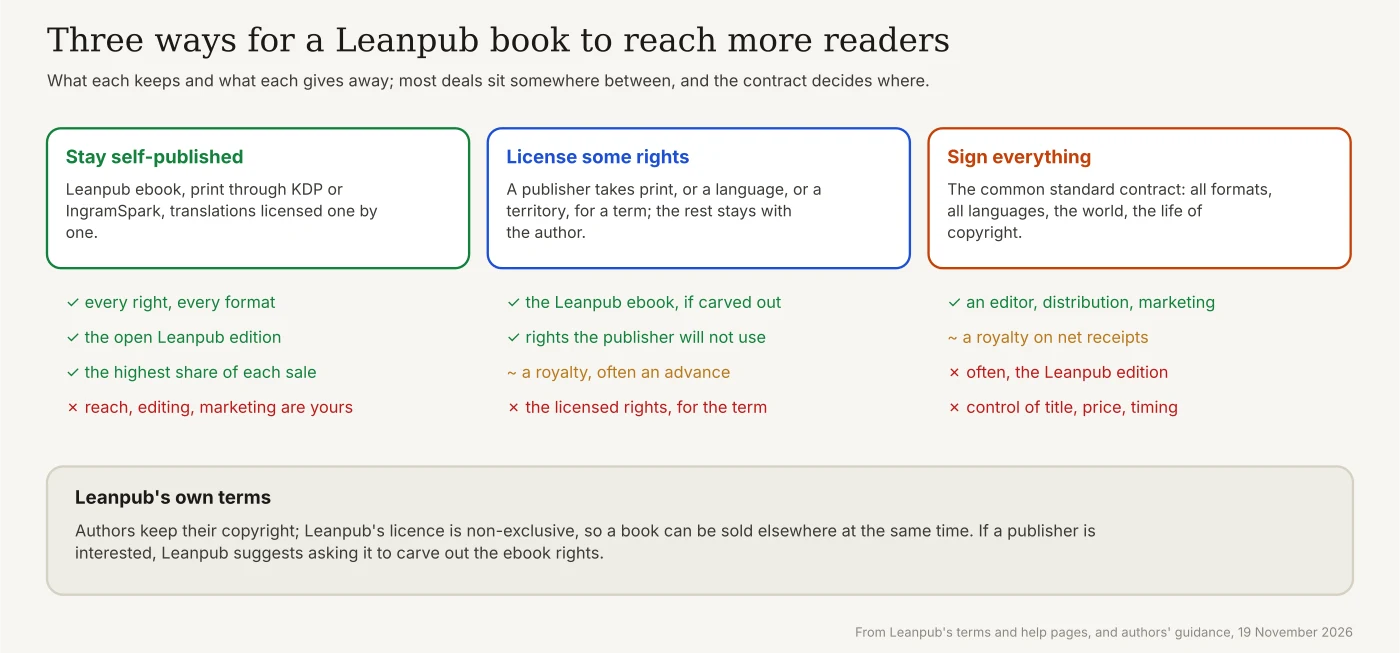 Three ways for a Leanpub book to reach more readers
What each keeps and what each gives away; most deals sit somewhere between, and the contract decides where.
Stay self-published
Leanpub ebook, print through KDP or
IngramSpark, translations licensed one by
one.
✓ every right, every format
✓ the open Leanpub edition
✓ the highest share of each sale
× reach, editing, marketing are yours
License some rights
A publisher takes print, or a language, or a
territory, for a term; the rest stays with
the author.
✓ the Leanpub ebook, if carved out
✓ rights the publisher will not use
~ a royalty, often an advance
× the licensed rights, for the term
Sign everything
The common standard contract: all formats,
all languages, the world, the life of
copyright.
✓ an editor, distribution, marketing
~ a royalty on net receipts
× often, the Leanpub edition
× control of title, price, timing
Leanpub's own terms
Authors keep their copyright; Leanpub's licence is non-exclusive, so a book can be sold elsewhere at the same time. If a publisher is
interested, Leanpub suggests asking it to carve out the ebook rights.
From Leanpub's terms and help pages, and authors' guidance, 19 November 2026